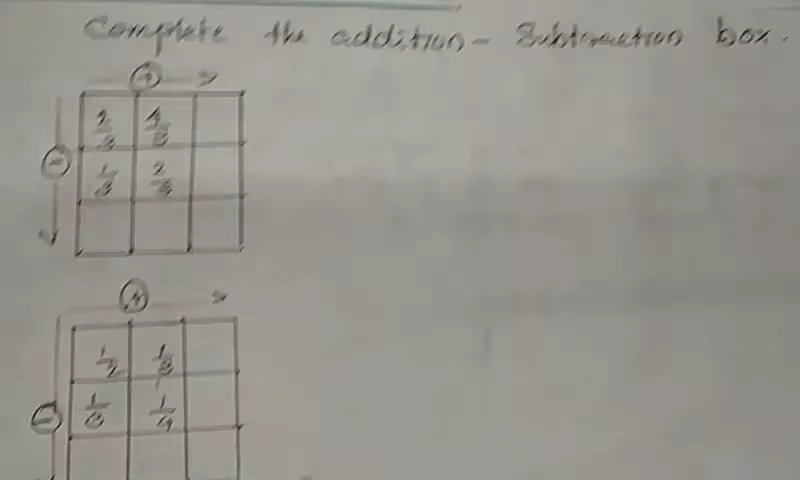 Complete the addition - Subtraction box.
+
2/3 4/3
- 1/3 2/3
+
1/2 1/3
- 1/3 1/4